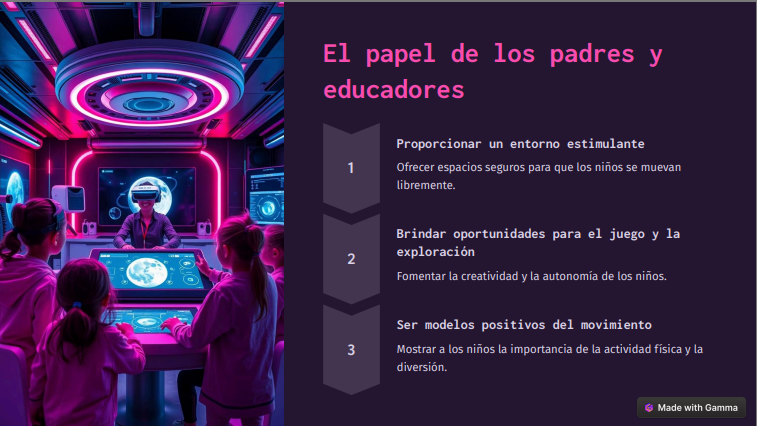 El papel de los padres y
educadores
1
Proporcionar un entorno estimulante
Ofrecer espacios seguros para que los niños se muevan
libremente.
2
Brindar oportunidades para el juego y la
exploración
Fomentar la creatividad y la autonomía de los niños.
3
Ser modelos positivos del movimiento
Mostrar a los niños la importancia de la actividad física y la
diversión.
Made with Gamma